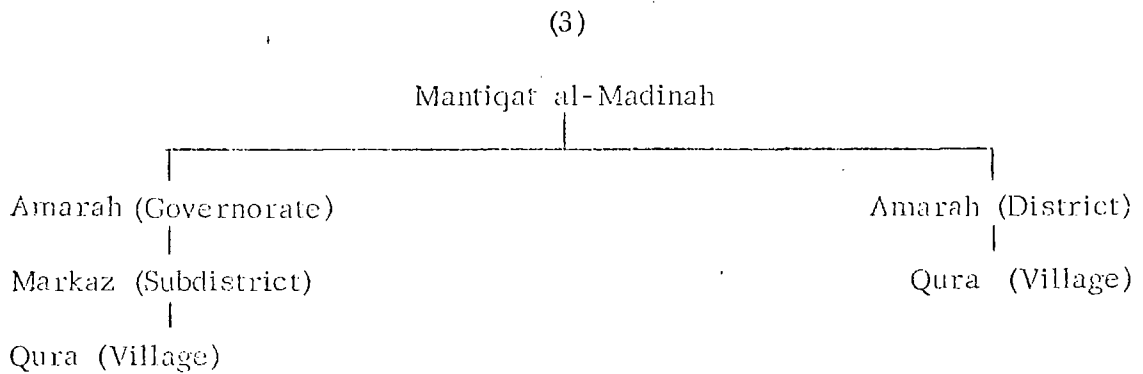 (3)
Mantiqat al-Madinah
Amarah (Governorate) Amarah (District)
Markaz (Subdistrict) Qura (Village)
Qura (Village)